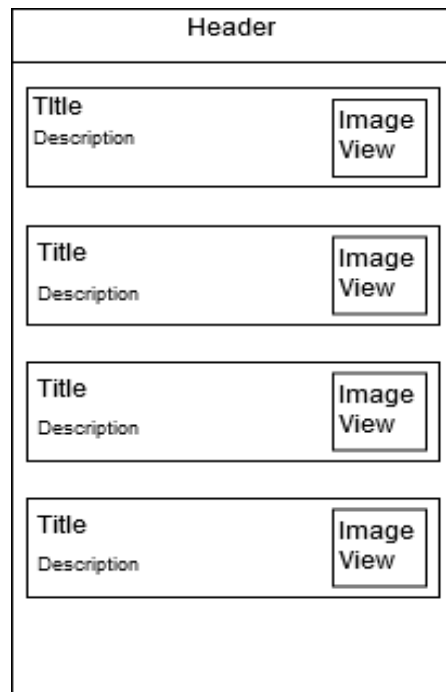 Header
TItle
Description
Image
View
Title
Description
Image
View
Title
Description
Image
View
Title
Description
Image
View